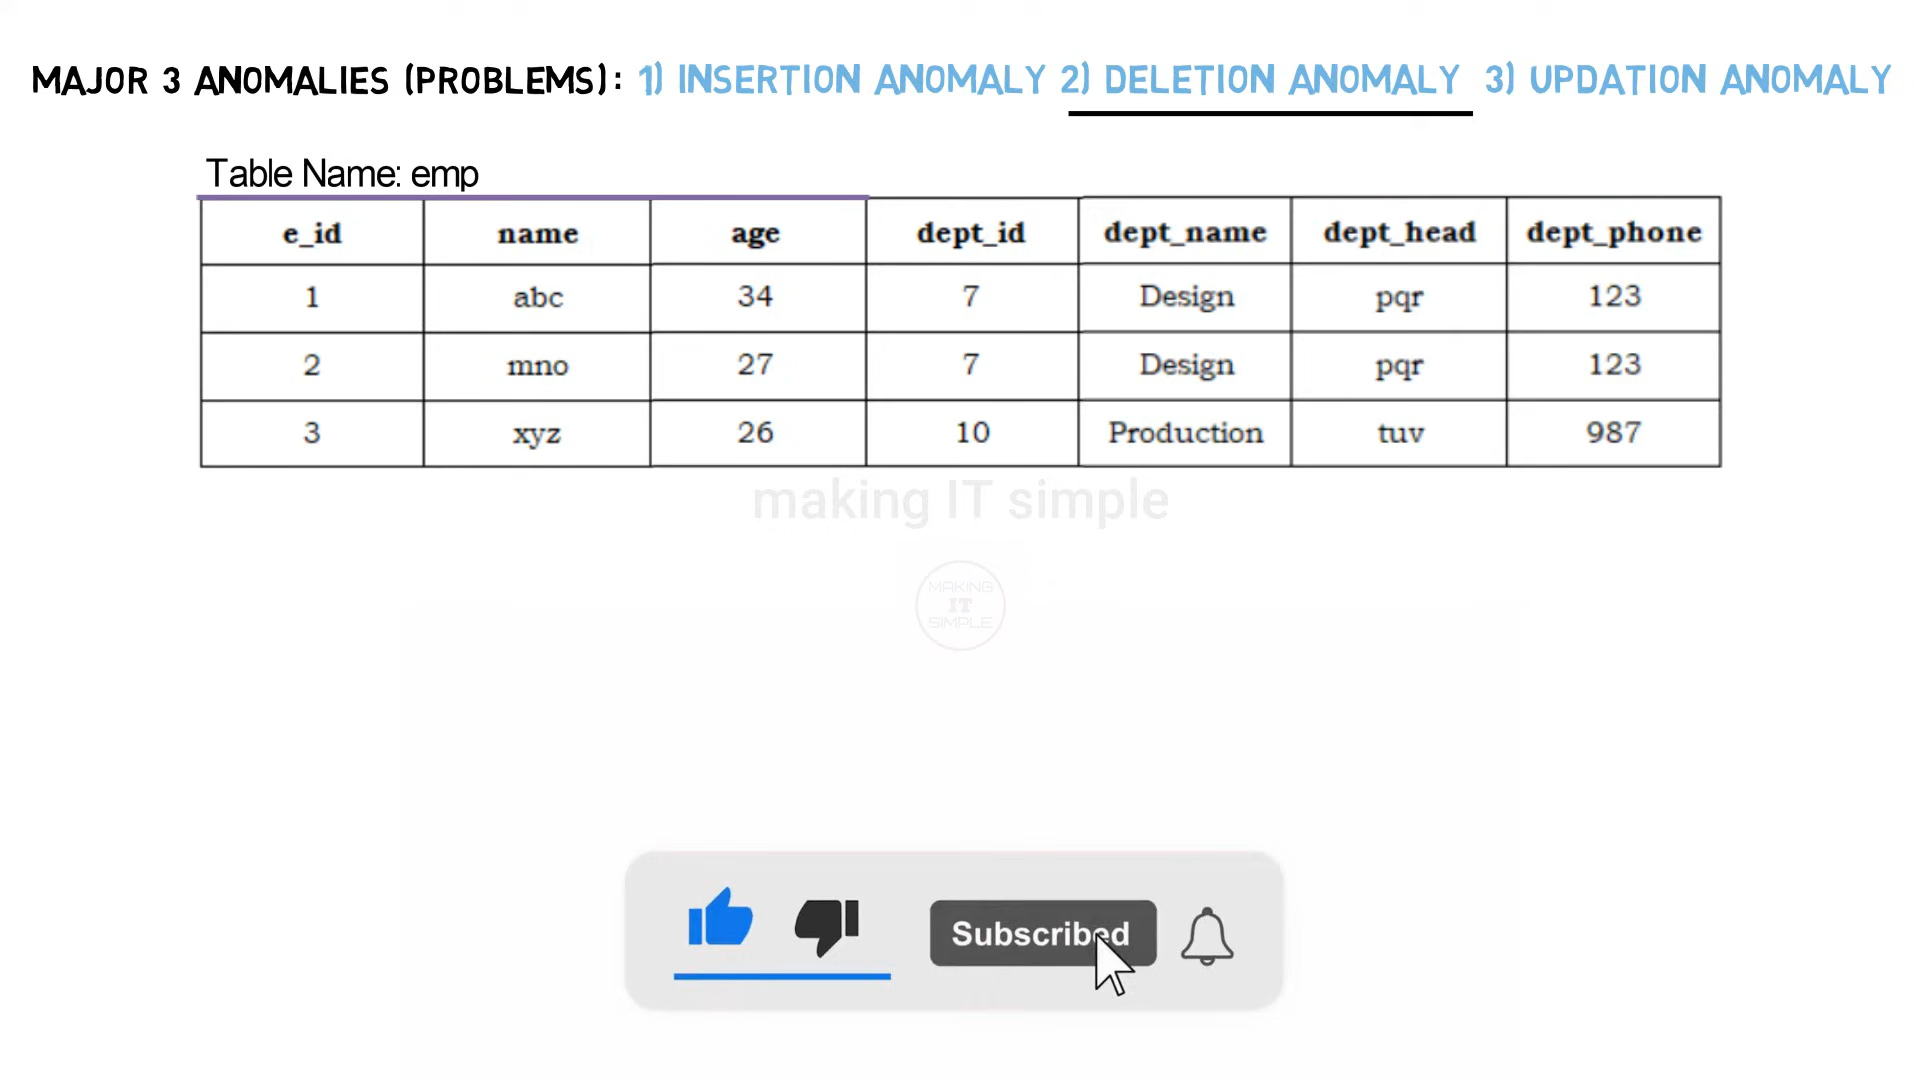 MAJOR 3 ANOMALIES (PROBLEMS): 1) INSERTION ANOMALY 2) DELETION ANOMALY 3) UPDATION ANOMALY
Table Name: emp
e_id name age dept_id dept_name dept_head dept_phone
1 abc 34 7 Design pqr 123
2 mno 27 7 Design pqr 123
3 xyz 26 10 Production tuv 987
making IT simple
MAKING
IT
SIMPLE
Subscribed